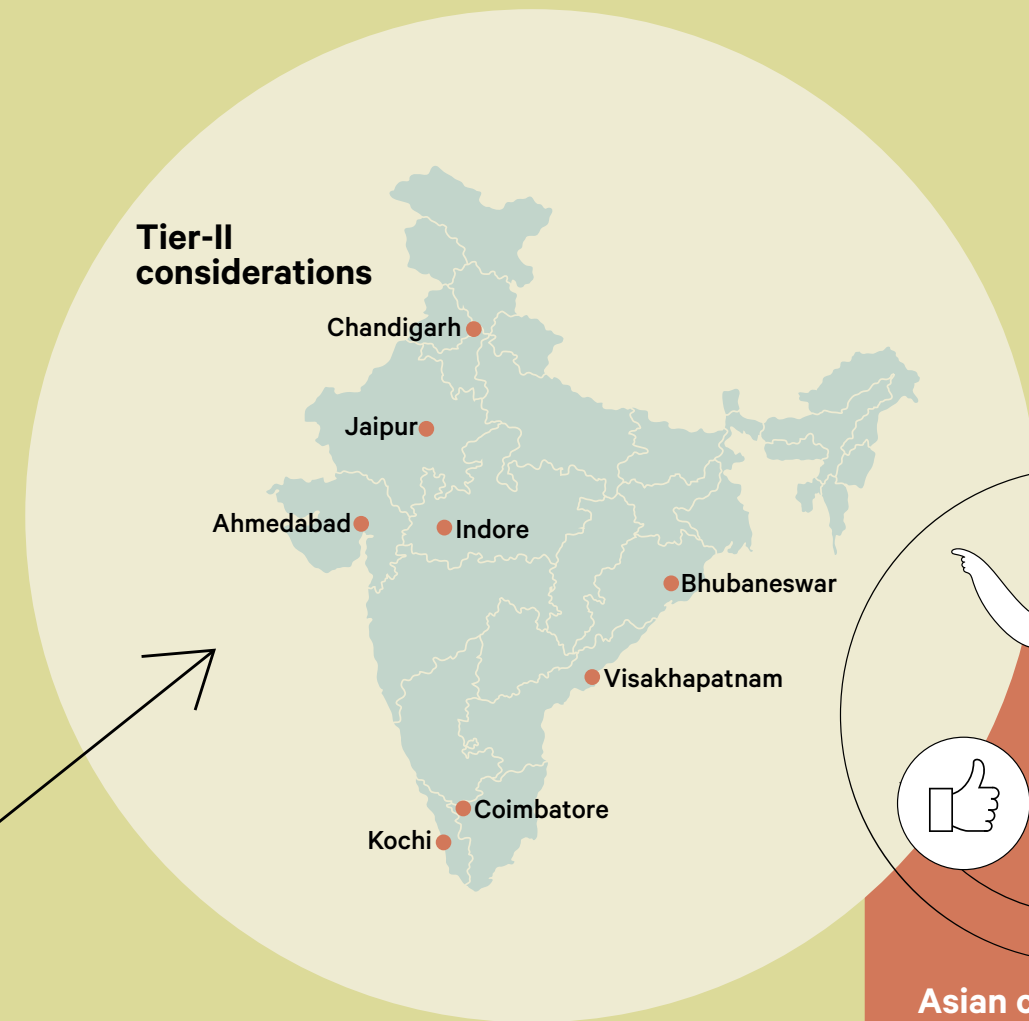 Tier-II
considerations
Chandigarh
Jaipur
Ahmedabad
Indore
Bhubaneswar
Visakhapatnam
Coimbatore
Kochi
Asian